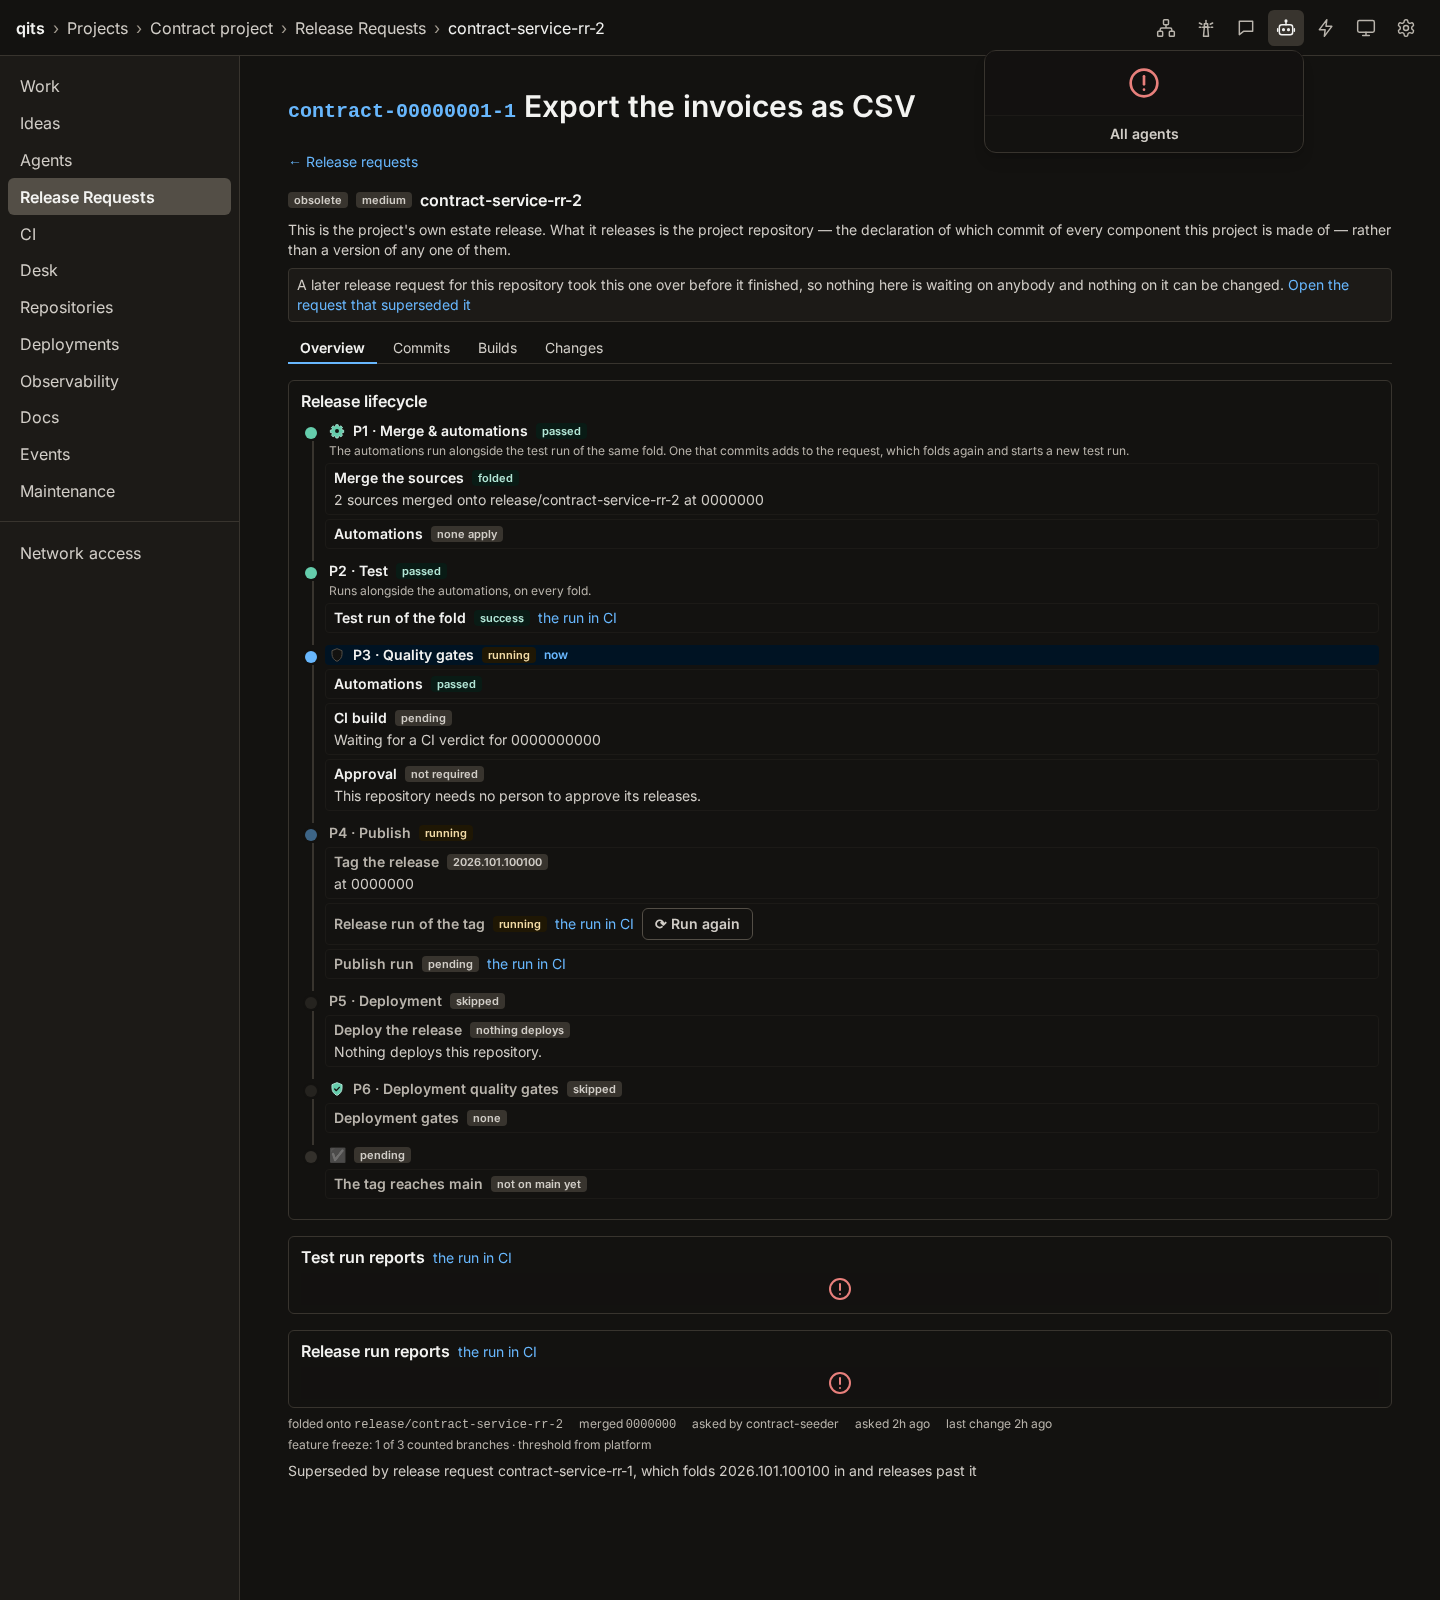 qits › Projects › Contract project › Release Requests › contract-service-rr-2
All agents
Work
Ideas
Agents
Release Requests
CI
Desk
Repositories
Deployments
Observability
Docs
Events
Maintenance
Network access
contract-00000001-1 Export the invoices as CSV
← Release requests
obsolete medium contract-service-rr-2
This is the project's own estate release. What it releases is the project repository — the declaration of which commit of every component this project is made of — rather
than a version of any one of them.
A later release request for this repository took this one over before it finished, so nothing here is waiting on anybody and nothing on it can be changed. Open the
request that superseded it
Overview Commits Builds Changes
Release lifecycle
P1 · Merge & automations passed
The automations run alongside the test run of the same fold. One that commits adds to the request, which folds again and starts a new test run.
Merge the sources folded
2 sources merged onto release/contract-service-rr-2 at 0000000
Automations none apply
P2 · Test passed
Runs alongside the automations, on every fold.
Test run of the fold success the run in CI
P3 · Quality gates running now
Automations passed
CI build pending
Waiting for a CI verdict for 0000000000
Approval not required
This repository needs no person to approve its releases.
P4 · Publish running
Tag the release 2026.101.100100
at 0000000
Release run of the tag running the run in CI ⟳ Run again
Publish run pending the run in CI
P5 · Deployment skipped
Deploy the release nothing deploys
Nothing deploys this repository.
P6 · Deployment quality gates skipped
Deployment gates none
pending
The tag reaches main not on main yet
Test run reports the run in CI
Release run reports the run in CI
folded onto release/contract-service-rr-2 merged 0000000 asked by contract-seeder asked 2h ago last change 2h ago
feature freeze: 1 of 3 counted branches · threshold from platform
Superseded by release request contract-service-rr-1, which folds 2026.101.100100 in and releases past it